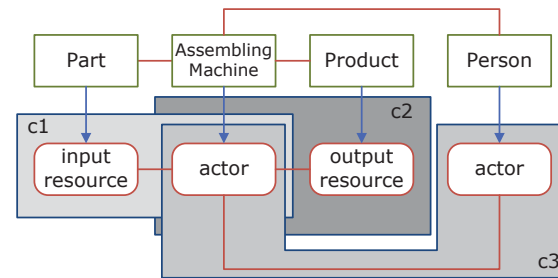 Part
Assembling
Machine
Product
Person
c1
c2
input
resource
actor
output
resource
actor
c3